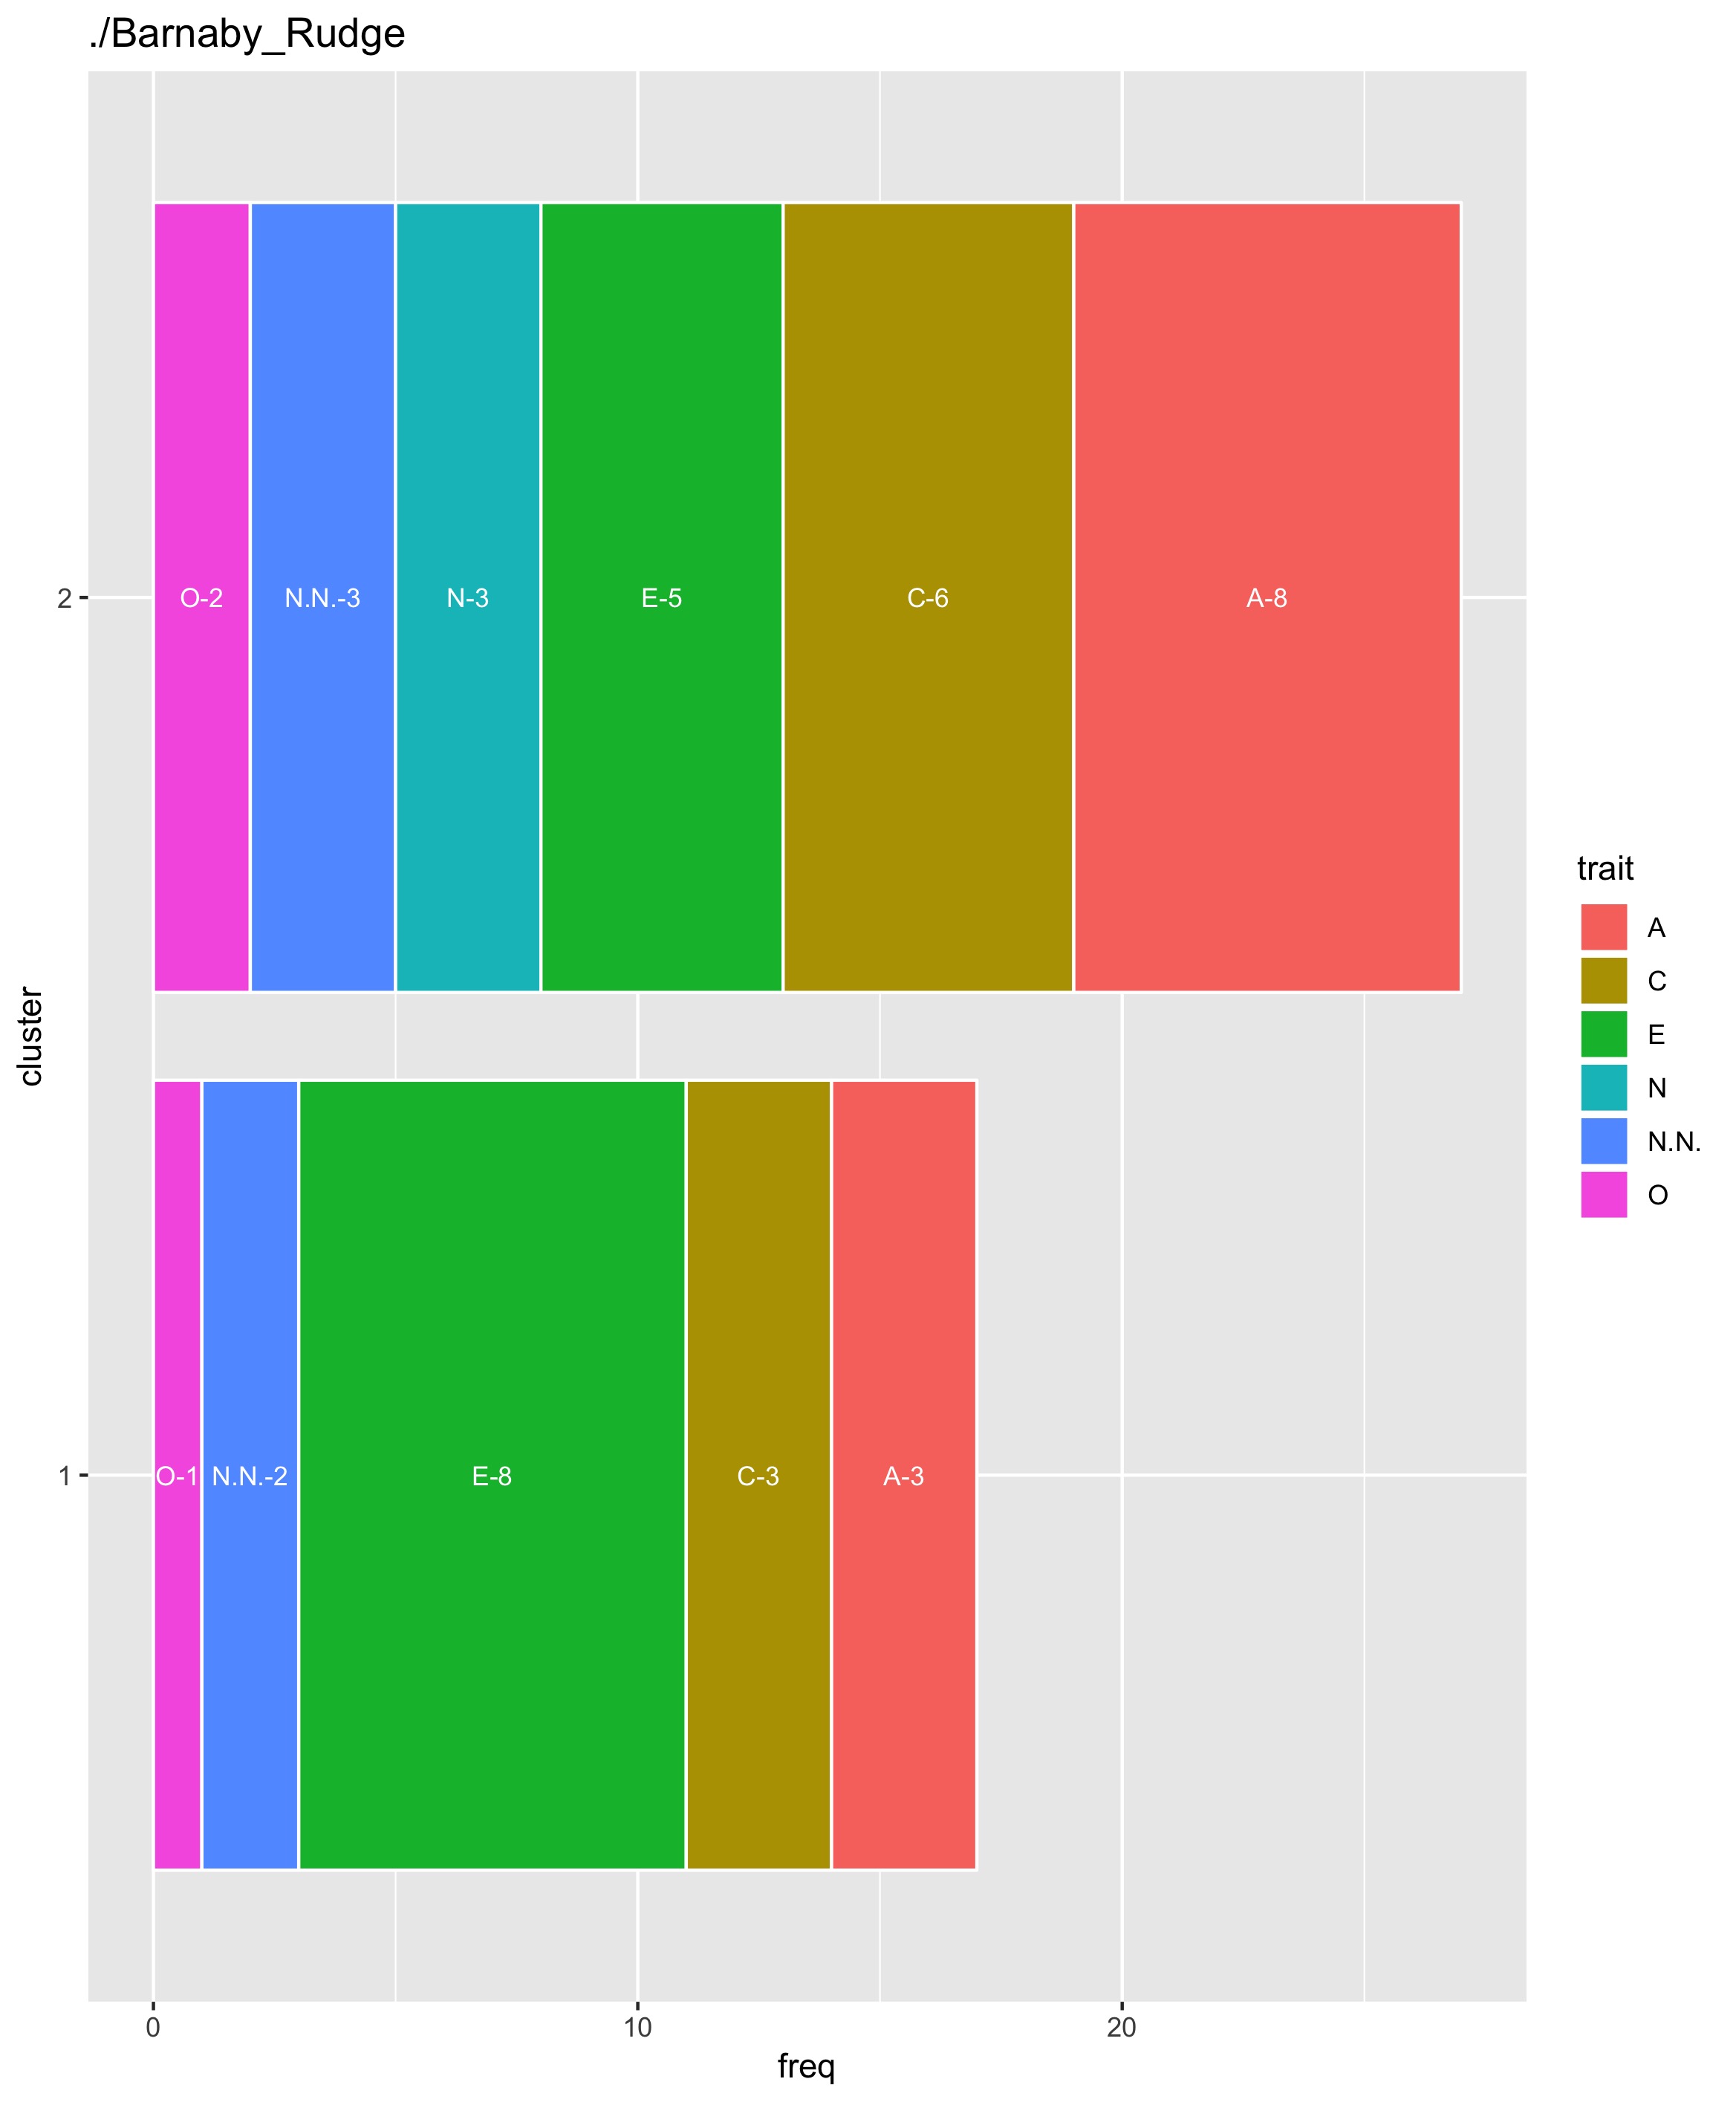 ./Barnaby_Rudge
2
O-2
N.N.-3
N-3
E-5
C-6
A-8
cluster
1
O-1
N.N.-2
E-8
C-3
A-3
0
10
20
freq
trait
A
C
E
N
N.N.
O